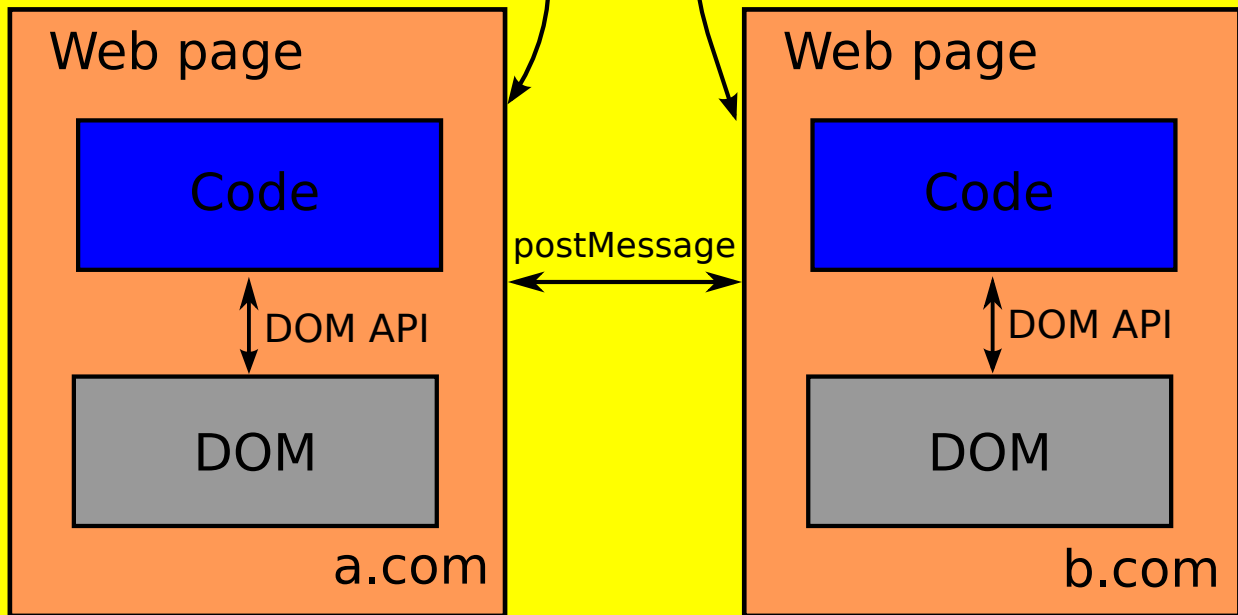 Web page
Code
DOM API
DOM
a.com
postMessage
Web page
Code
DOM API
DOM
b.com